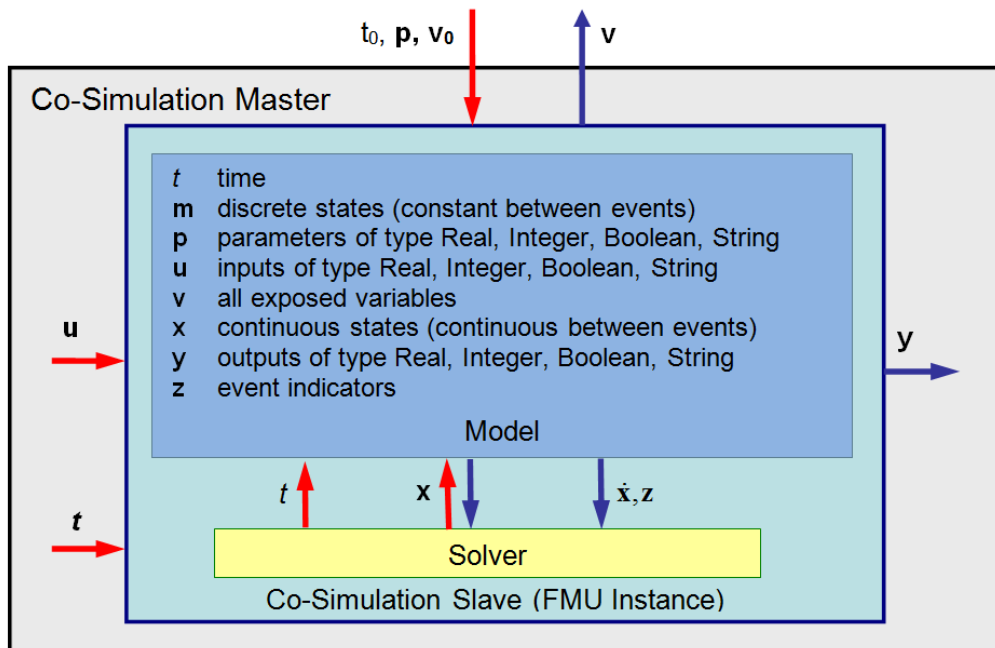 t₀, p, v₀
v
Co-Simulation Master
t time
m discrete states (constant between events)
p parameters of type Real, Integer, Boolean, String
u inputs of type Real, Integer, Boolean, String
v all exposed variables
x continuous states (continuous between events)
y outputs of type Real, Integer, Boolean, String
z event indicators
Model
u
y
t
x
ẋ, z
t
Solver
Co-Simulation Slave (FMU Instance)